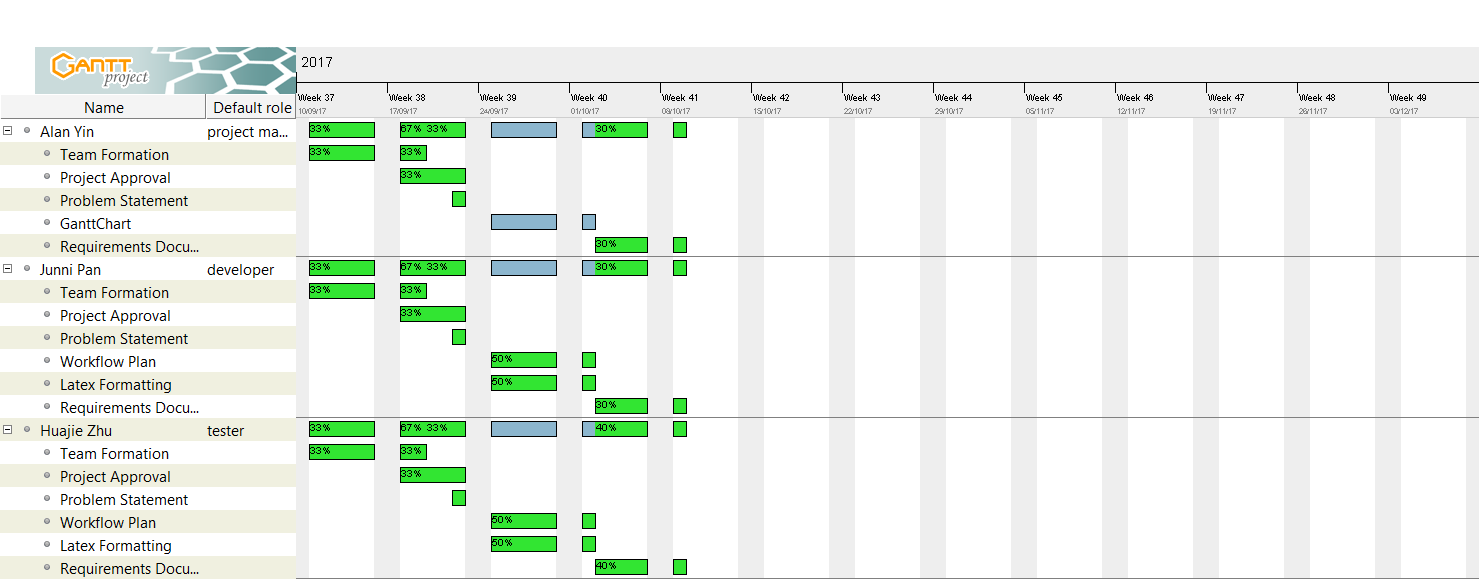 GANTT
project
2017
Week 37 Week 38 Week 39 Week 40 Week 41 Week 42 Week 43 Week 44 Week 45 Week 46 Week 47 Week 48 Week 49
Name Default role
10/09/17 17/09/17 24/09/17 01/10/17 08/10/17 15/10/17 22/10/17 29/10/17 05/11/17 12/11/17 19/11/17 26/11/17 03/12/17
Alan Yin project ma... 33% 67% 33% 30%
Team Formation 33% 33%
Project Approval 33%
Problem Statement
GanttChart
Requirements Docu... 30%
Junni Pan developer 33% 67% 33% 30%
Team Formation 33% 33%
Project Approval 33%
Problem Statement
Workflow Plan 50%
Latex Formatting 50%
Requirements Docu... 30%
Huajie Zhu tester 33% 67% 33% 40%
Team Formation 33% 33%
Project Approval 33%
Problem Statement
Workflow Plan 50%
Latex Formatting 50%
Requirements Docu... 40%